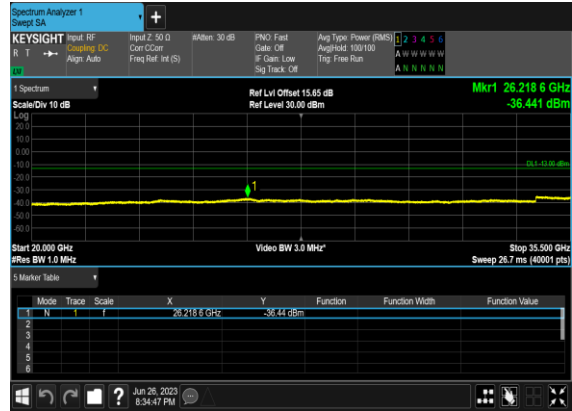 Spectrum Analyzer 1
Swept SA
+
KEYSIGHT Input: RF Input Z: 50 Ω #Atten: 30 dB PNO: Fast Avg Type: Power (RMS) 1 2 3 4 5 6
R T Coupling: DC Corr CCorr Gate: Off Avg|Hold: 100/100 A W W W W W
Align: Auto Freq Ref: Int (S) IF Gain: Low Trig: Free Run
Sig Track: Off A N N N N N
1 Spectrum Ref Lvl Offset 15.65 dB Mkr1 26.218 6 GHz
Scale/Div 10 dB Ref Level 30.00 dBm -36.441 dBm
Log
20.0
10.0
0.00
-10.0 DL1 -13.00 dBm
-20.0
-30.0 1
-40.0
-50.0
-60.0
Start 20.000 GHz Video BW 3.0 MHz* Stop 35.500 GHz
#Res BW 1.0 MHz Sweep 26.7 ms (40001 pts)
5 Marker Table
Mode Trace Scale X Y Function Function Width Function Value
1 N 1 f 26.218 6 GHz -36.44 dBm
2
3
4
5
6
? Jun 26, 2023
8:34:47 PM